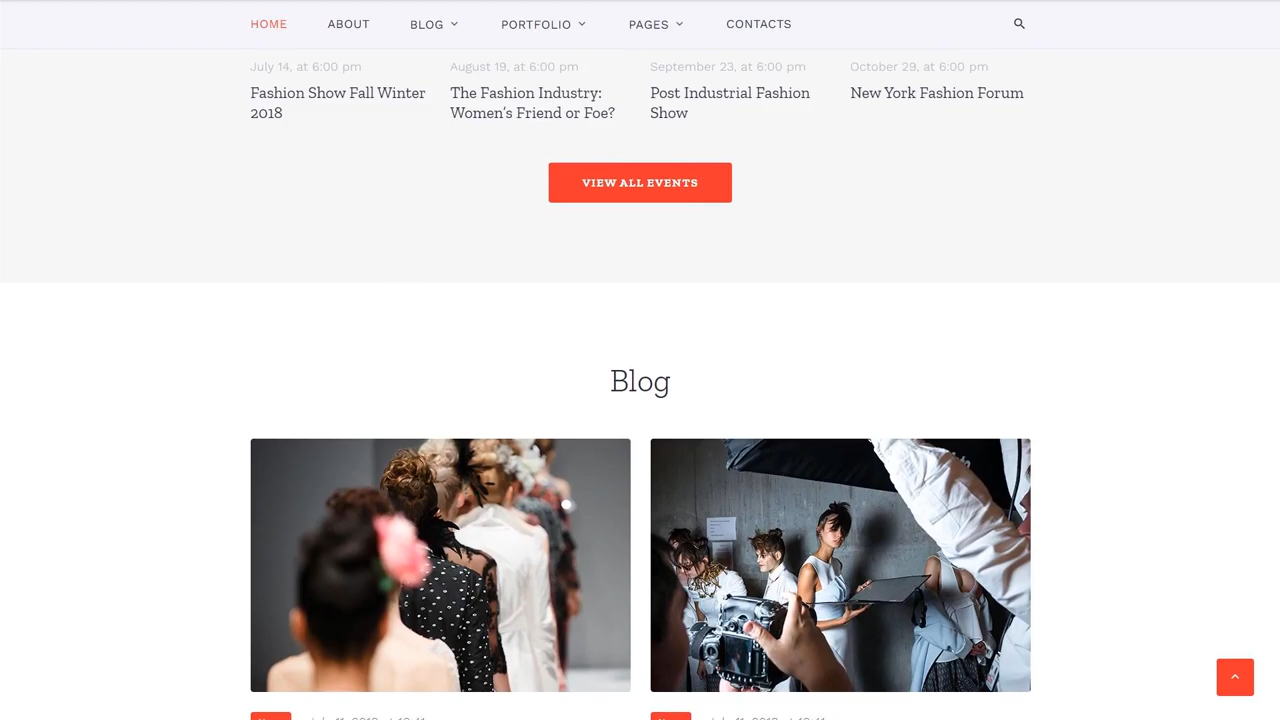 HOME ABOUT BLOG PORTFOLIO PAGES CONTACTS
July 14, at 6:00 pm
Fashion Show Fall Winter
2018
August 19, at 6:00 pm
The Fashion Industry:
Women's Friend or Foe?
September 23, at 6:00 pm
Post Industrial Fashion
Show
October 29, at 6:00 pm
New York Fashion Forum
VIEW ALL EVENTS
Blog